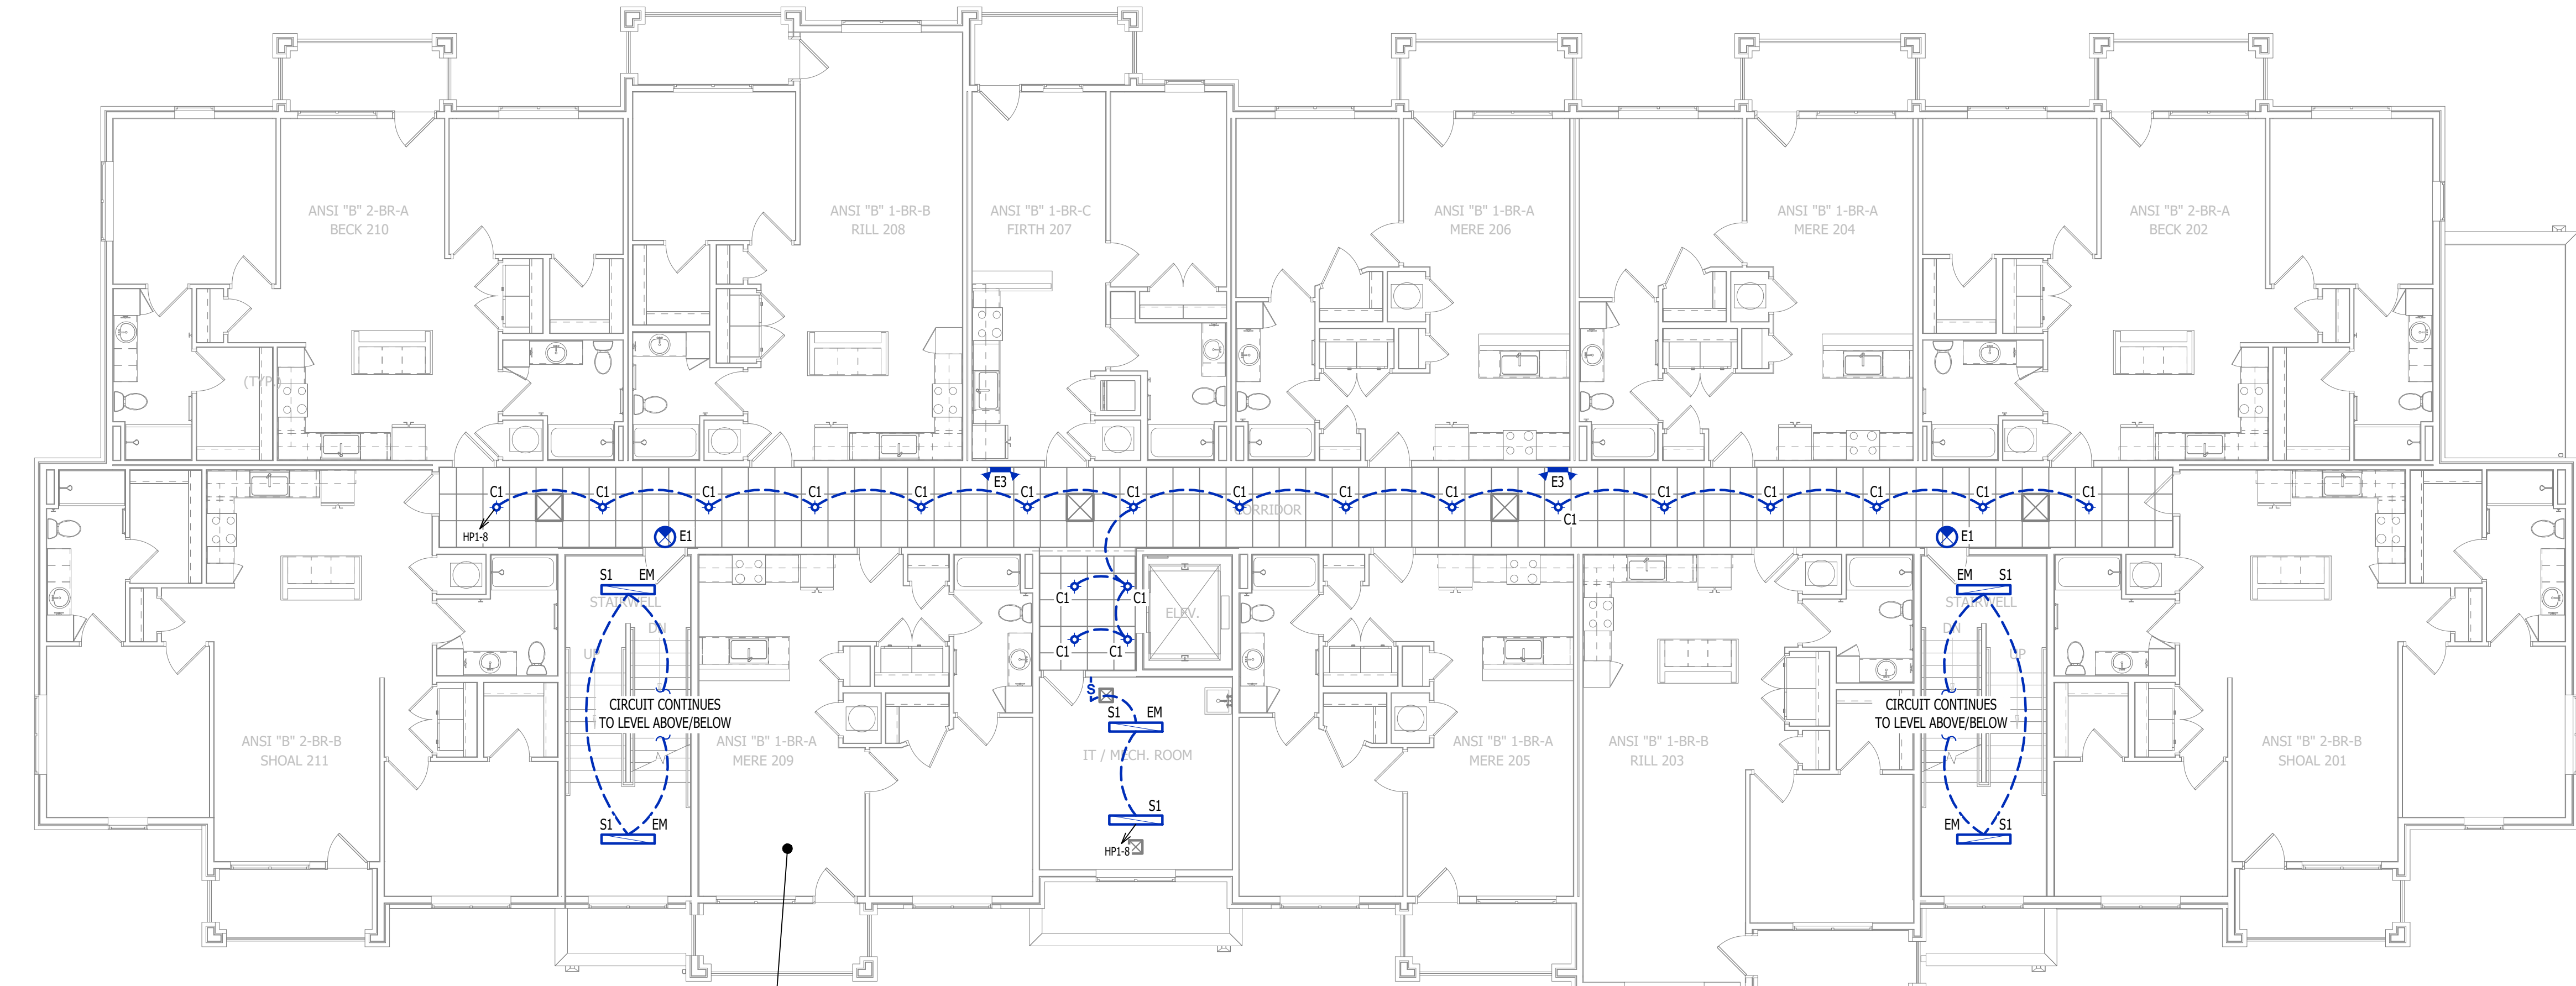 ANSI "B" 2-BR-A
BECK 210
ANSI "B" 1-BR-B
RILL 208
ANSI "B" 1-BR-C
FIRTH 207
ANSI "B" 1-BR-A
MERE 206
ANSI "B" 1-BR-A
MERE 204
ANSI "B" 2-BR-A
BECK 202
(TYP.)
E3
E3
C1 C1 C1 C1 C1 C1 C1 C1 C1 C1 C1 C1 C1 C1 C1
CORRIDOR
C1
HP1-8
E1
E1
S1 EM
STAIRWELL
DN
UP
CIRCUIT CONTINUES
TO LEVEL ABOVE/BELOW
S1 EM
C1
C1
C1
C1
ELEV.
S
S1 EM
IT / MECH. ROOM
S1
HP1-8
EM S1
STAIRWELL
DN
UP
CIRCUIT CONTINUES
TO LEVEL ABOVE/BELOW
EM S1
ANSI "B" 2-BR-B
SHOAL 211
ANSI "B" 1-BR-A
MERE 209
ANSI "B" 1-BR-A
MERE 205
ANSI "B" 1-BR-B
RILL 203
ANSI "B" 2-BR-B
SHOAL 201